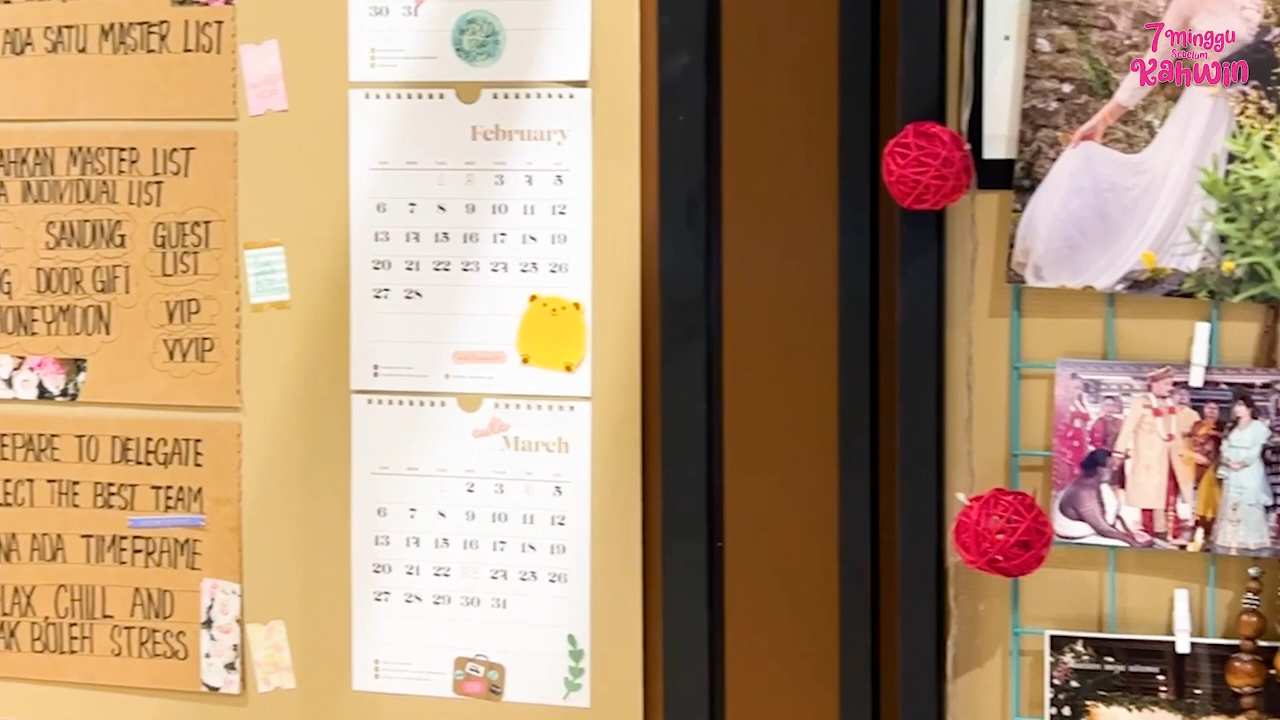 ADA SATU MASTER LIST
AHKAN MASTER LIST
A INDIVIDUAL LIST
SANDING
GUEST
LIST
G DOOR GIFT
ONEYMOON
VIP
VVIP
EPARE TO DELEGATE
LECT THE BEST TEAM
NA ADA TIMEFRAME
LAX CHILL AND
AK BOLEH STRESS
30 31
February
3 4 5
6 7 8 9 10 11 12
13 14 15 16 17 18 19
20 21 22 23 24 25 26
27 28
March
2 3 5
6 7 8 9 10 11 12
13 14 15 16 17 18 19
20 21 22 24 25 26
27 28 29 30 31
7 minggu
sebelum
Kahwin